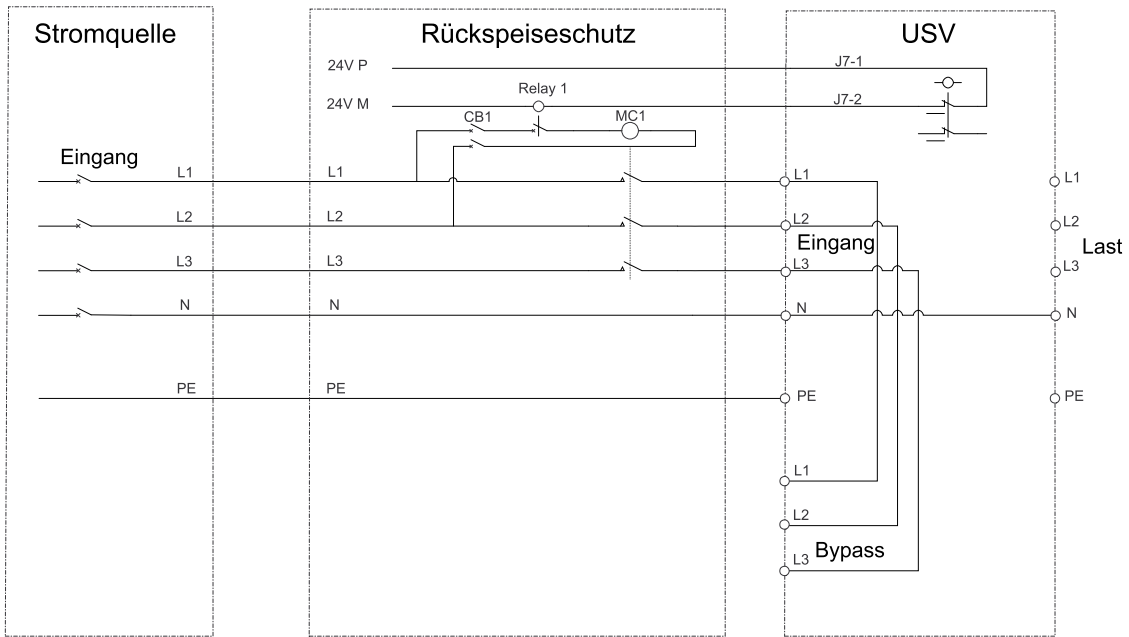 Stromquelle
Rückspeiseschutz
USV
24V P
J7-1
Relay 1
24V M
J7-2
CB1
MC1
Eingang
L1
L1
L1
L1
L2
L2
L2
L2
Eingang
Last
L3
L3
L3
L3
N
N
N
N
PE
PE
PE
PE
L1
L2
Bypass
L3